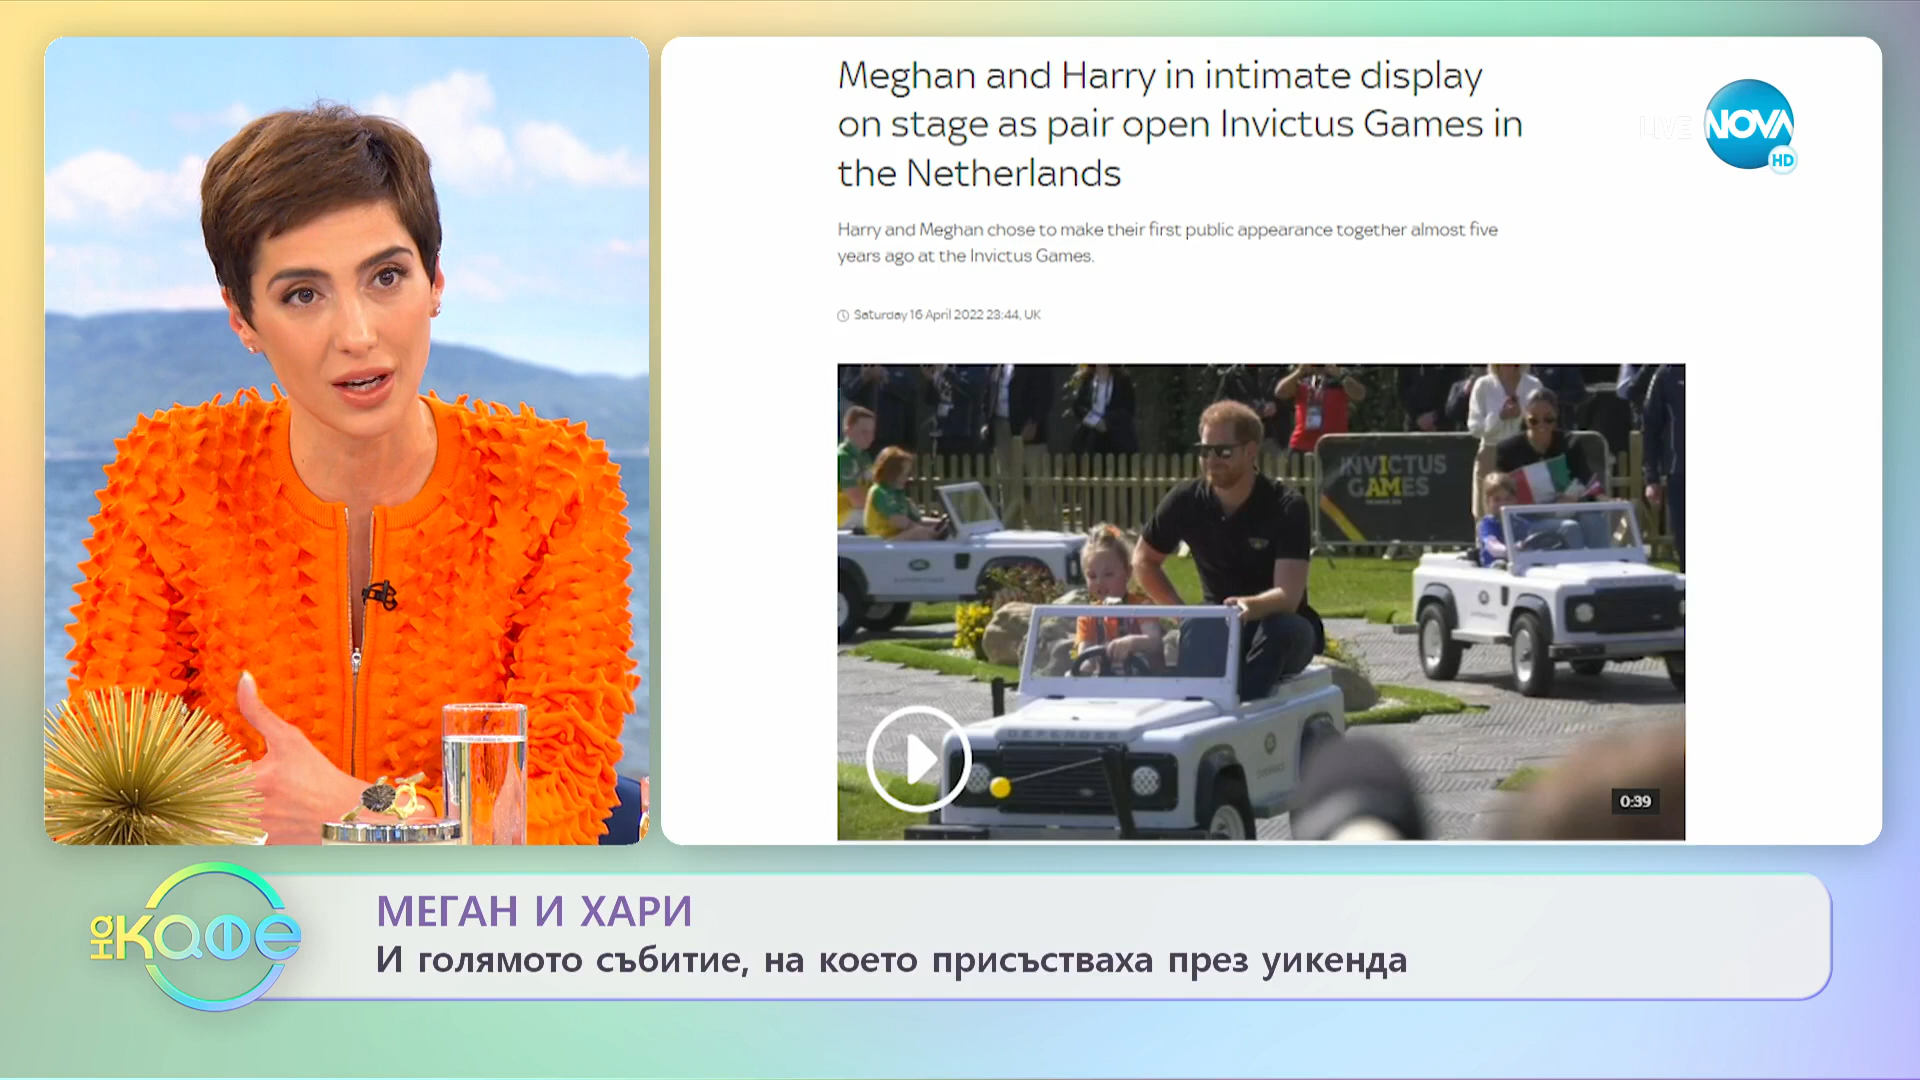 Meghan and Harry in intimate display
on stage as pair open Invictus Games in
the Netherlands
Harry and Meghan chose to make their first public appearance together almost five
years ago at the Invictus Games.
Saturday 16 April 2022 23:44, UK
LIVE NOVA
HD
INVICTUS
GAMES
DEFENDER
0:39
на кафе
МЕГАН И ХАРИ
И голямото събитие, на което присъстваха през уикенда